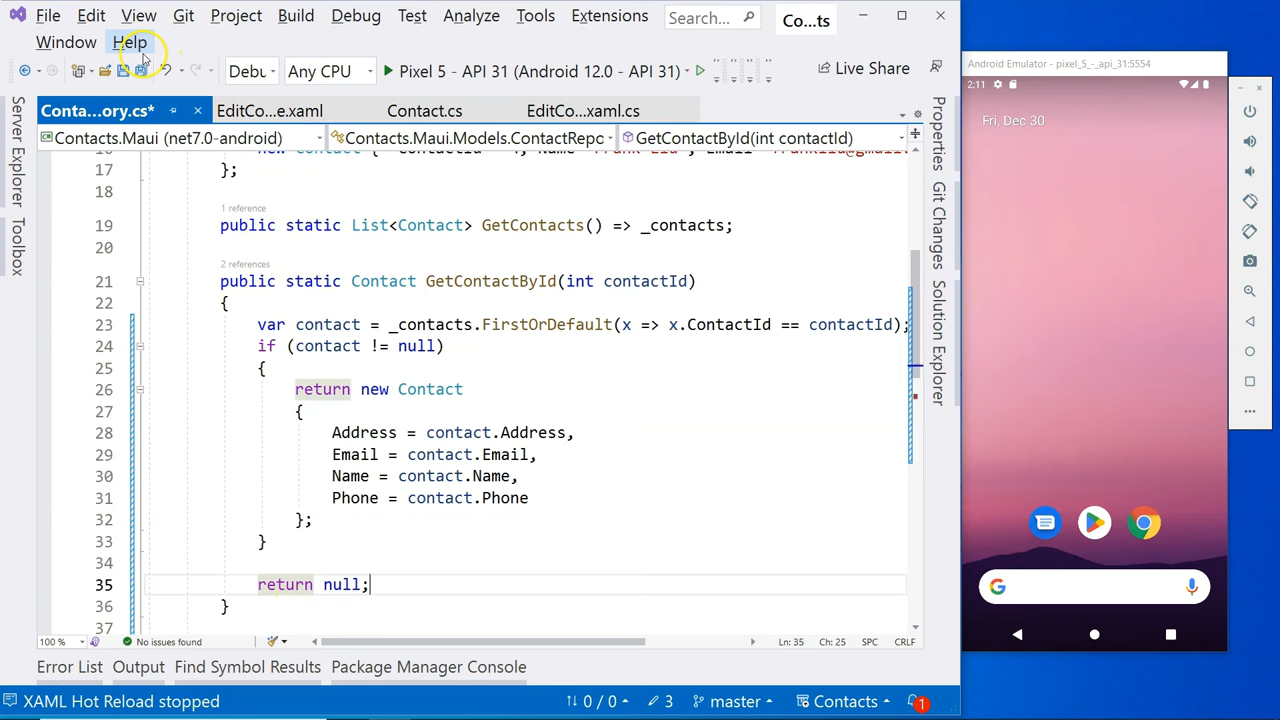 File Edit View Git Project Build Debug Test Analyze Tools Extensions Search... Co...ts
Window Help
Debu Any CPU Pixel 5 - API 31 (Android 12.0 - API 31) Live Share
Conta...ory.cs* EditCo...e.xaml Contact.cs EditCo...xaml.cs
Contacts.Maui (net7.0-android) Contacts.Maui.Models.ContactRepo GetContactById(int contactId)
Server Explorer
Toolbox
Properties
Git Changes
Solution Explorer
17 };
18
1 reference
19 public static List<Contact> GetContacts() => _contacts;
20
2 references
21 public static Contact GetContactById(int contactId)
22 {
23 var contact = _contacts.FirstOrDefault(x => x.ContactId == contactId);
24 if (contact != null)
25 {
26 return new Contact
27 {
28 Address = contact.Address,
29 Email = contact.Email,
30 Name = contact.Name,
31 Phone = contact.Phone
32 };
33 }
34
35 return null;
36 }
37
100 % No issues found Ln: 35 Ch: 25 SPC CRLF
Error List Output Find Symbol Results Package Manager Console
XAML Hot Reload stopped 0 / 0 3 master Contacts 1
Android Emulator - pixel_5_-_api_31:5554
2:11
Fri, Dec 30